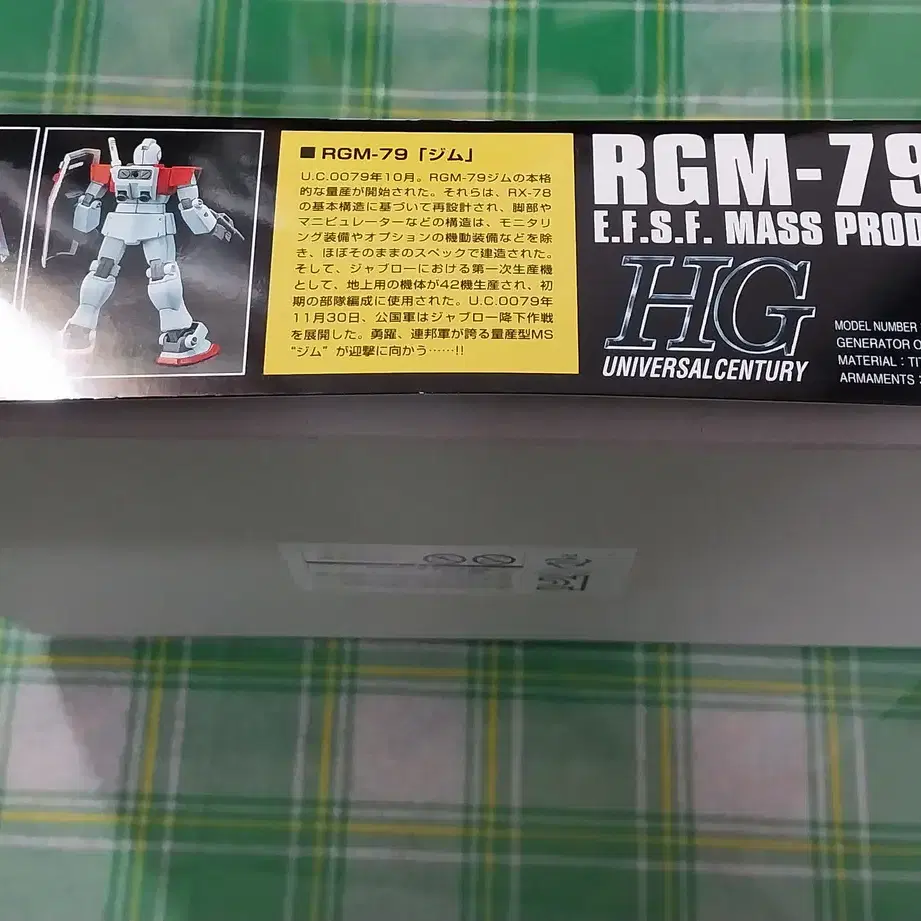 ■ RGM-79「ジム」
U.C.0079年10月。RGM-79ジムの本格
的な量産が開始された。それらは、RX-78
の基本構造に基づいて再設計され、脚部や
マニピュレーターなどの構造は、モニタリ
ング装備やオプションの機動装備などを除
き、ほぼそのままのスペックで建造された。
そして、ジャブローにおける第一次生産機
として、地上用の機体が42機生産され、初
期の部隊編成に使用された。U.C.0079年
11月30日、公国軍はジャブロー降下作戦
を展開した。勇躍、連邦軍が誇る量産型MS
“ジム” が迎撃に向かう……!!
RGM-79
E.F.S.F. MASS PROD
HG
UNIVERSALCENTURY
MODEL NUMBER
GENERATOR O
MATERIAL : TIT
ARMAMENTS